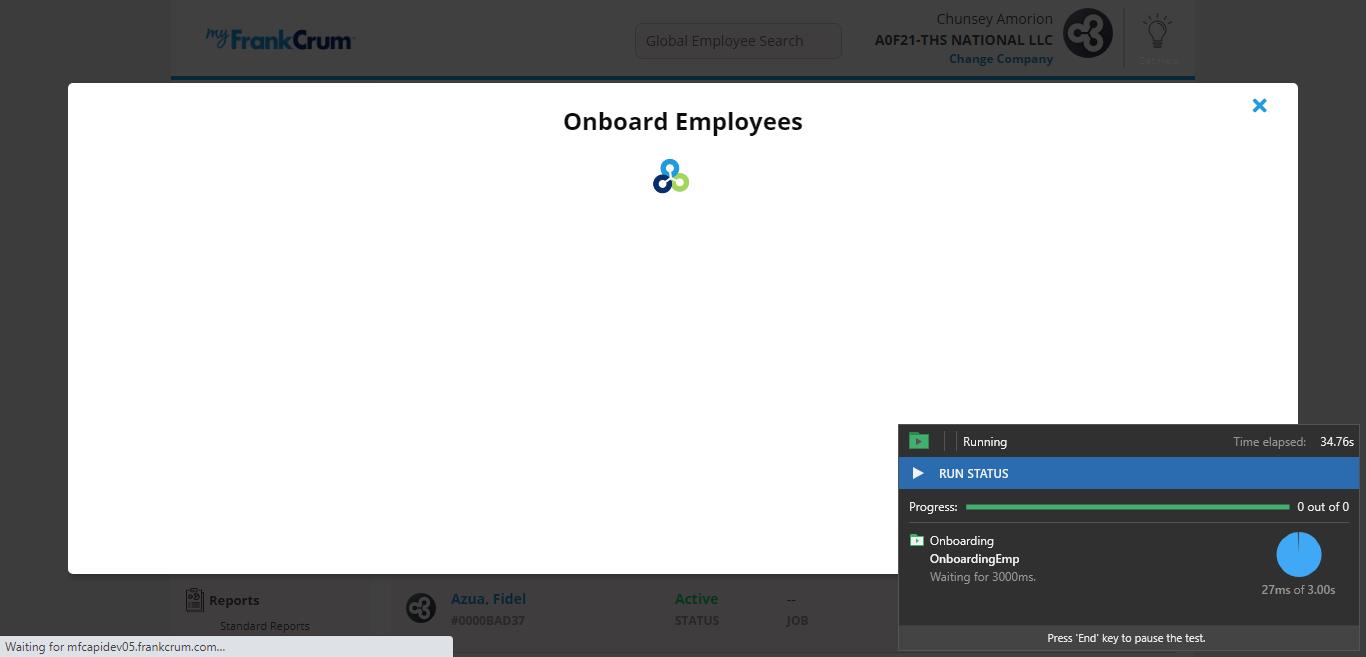 myFrankCrum
Global Employee Search
Chunsey Amorion
A0F21-THS NATIONAL LLC
Change Company
Get Help
Onboard Employees
Running
Time elapsed: 34.76s
RUN STATUS
Progress: 0 out of 0
Onboarding
OnboardingEmp
Waiting for 3000ms.
27ms of 3.00s
Press 'End' key to pause the test.
Reports
Standard Reports
Azua, Fidel
#0000BAD37
Active
STATUS
--
JOB
Waiting for mfcapidev05.frankcrum.com...